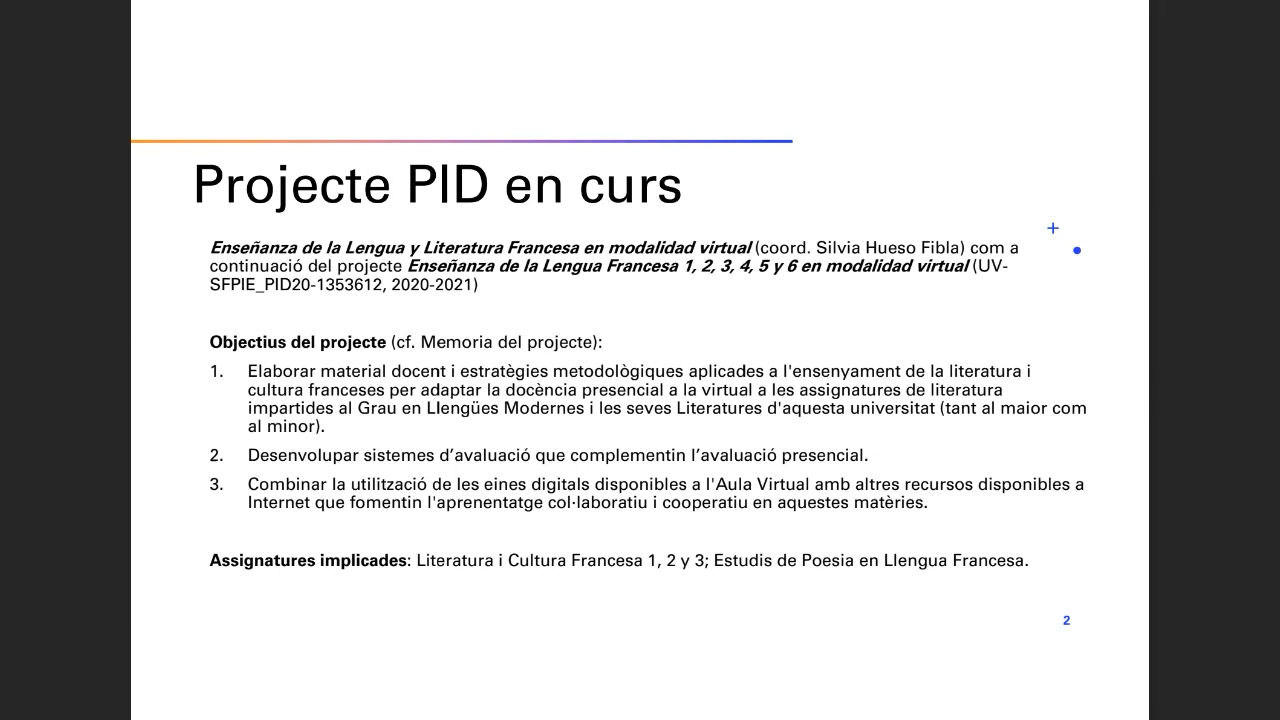 Projecte PID en curs
Enseñanza de la Lengua y Literatura Francesa en modalidad virtual (coord. Silvia Hueso Fibla) com a
continuació del projecte Enseñanza de la Lengua Francesa 1, 2, 3, 4, 5 y 6 en modalidad virtual (UV-
SFPIE_PID20-1353612, 2020-2021)
Objectius del projecte (cf. Memoria del projecte):
1. Elaborar material docent i estratègies metodològiques aplicades a l'ensenyament de la literatura i
cultura franceses per adaptar la docència presencial a la virtual a les assignatures de literatura
impartides al Grau en Llengües Modernes i les seves Literatures d'aquesta universitat (tant al maior com
al minor).
2. Desenvolupar sistemes d’avaluació que complementin l’avaluació presencial.
3. Combinar la utilització de les eines digitals disponibles a l'Aula Virtual amb altres recursos disponibles a
Internet que fomentin l'aprenentatge col·laboratiu i cooperatiu en aquestes matèries.
Assignatures implicades: Literatura i Cultura Francesa 1, 2 y 3; Estudis de Poesia en Llengua Francesa.
2